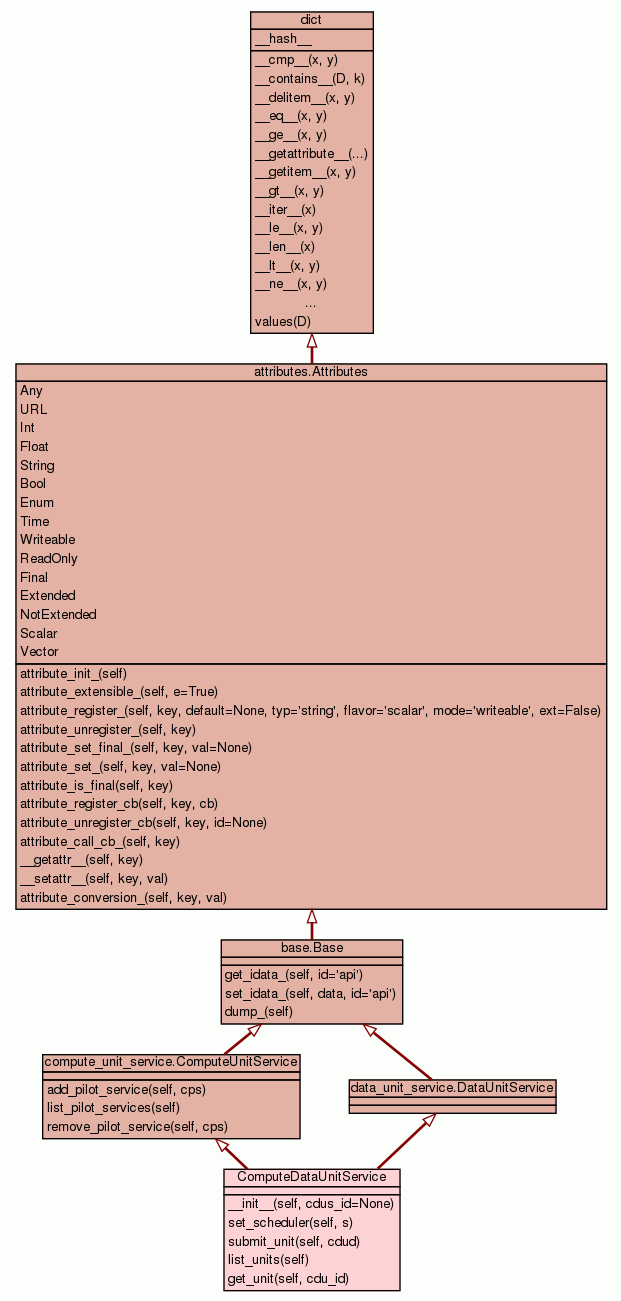 dict
__hash__
__cmp__(x, y)
__contains__(D, k)
__delitem__(x, y)
__eq__(x, y)
__ge__(x, y)
__getattribute__(...)
__getitem__(x, y)
__gt__(x, y)
__iter__(x)
__le__(x, y)
__len__(x)
__lt__(x, y)
__ne__(x, y)
...
values(D)
attributes.Attributes
Any
URL
Int
Float
String
Bool
Enum
Time
Writeable
ReadOnly
Final
Extended
NotExtended
Scalar
Vector
attribute_init_(self)
attribute_extensible_(self, e=True)
attribute_register_(self, key, default=None, typ='string', flavor='scalar', mode='writeable', ext=False)
attribute_unregister_(self, key)
attribute_set_final_(self, key, val=None)
attribute_set_(self, key, val=None)
attribute_is_final(self, key)
attribute_register_cb(self, key, cb)
attribute_unregister_cb(self, key, id=None)
attribute_call_cb_(self, key)
__getattr__(self, key)
__setattr__(self, key, val)
attribute_conversion_(self, key, val)
base.Base
get_idata_(self, id='api')
set_idata_(self, data, id='api')
dump_(self)
compute_unit_service.ComputeUnitService
add_pilot_service(self, cps)
list_pilot_services(self)
remove_pilot_service(self, cps)
data_unit_service.DataUnitService
ComputeDataUnitService
__init__(self, cdus_id=None)
set_scheduler(self, s)
submit_unit(self, cdud)
list_units(self)
get_unit(self, cdu_id)